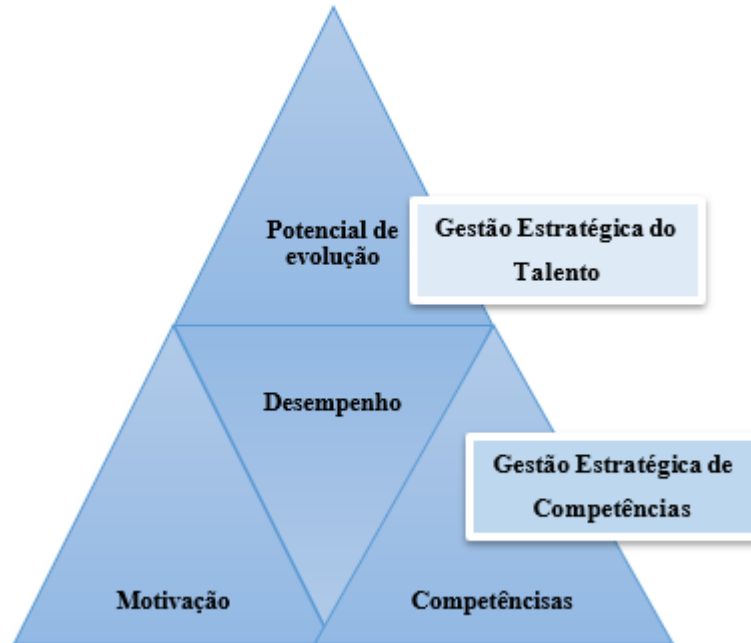 Potencial de
evolução
Gestão Estratégica do
Talento
Desempenho
Gestão Estratégica de
Competências
Motivação
Competêncisas